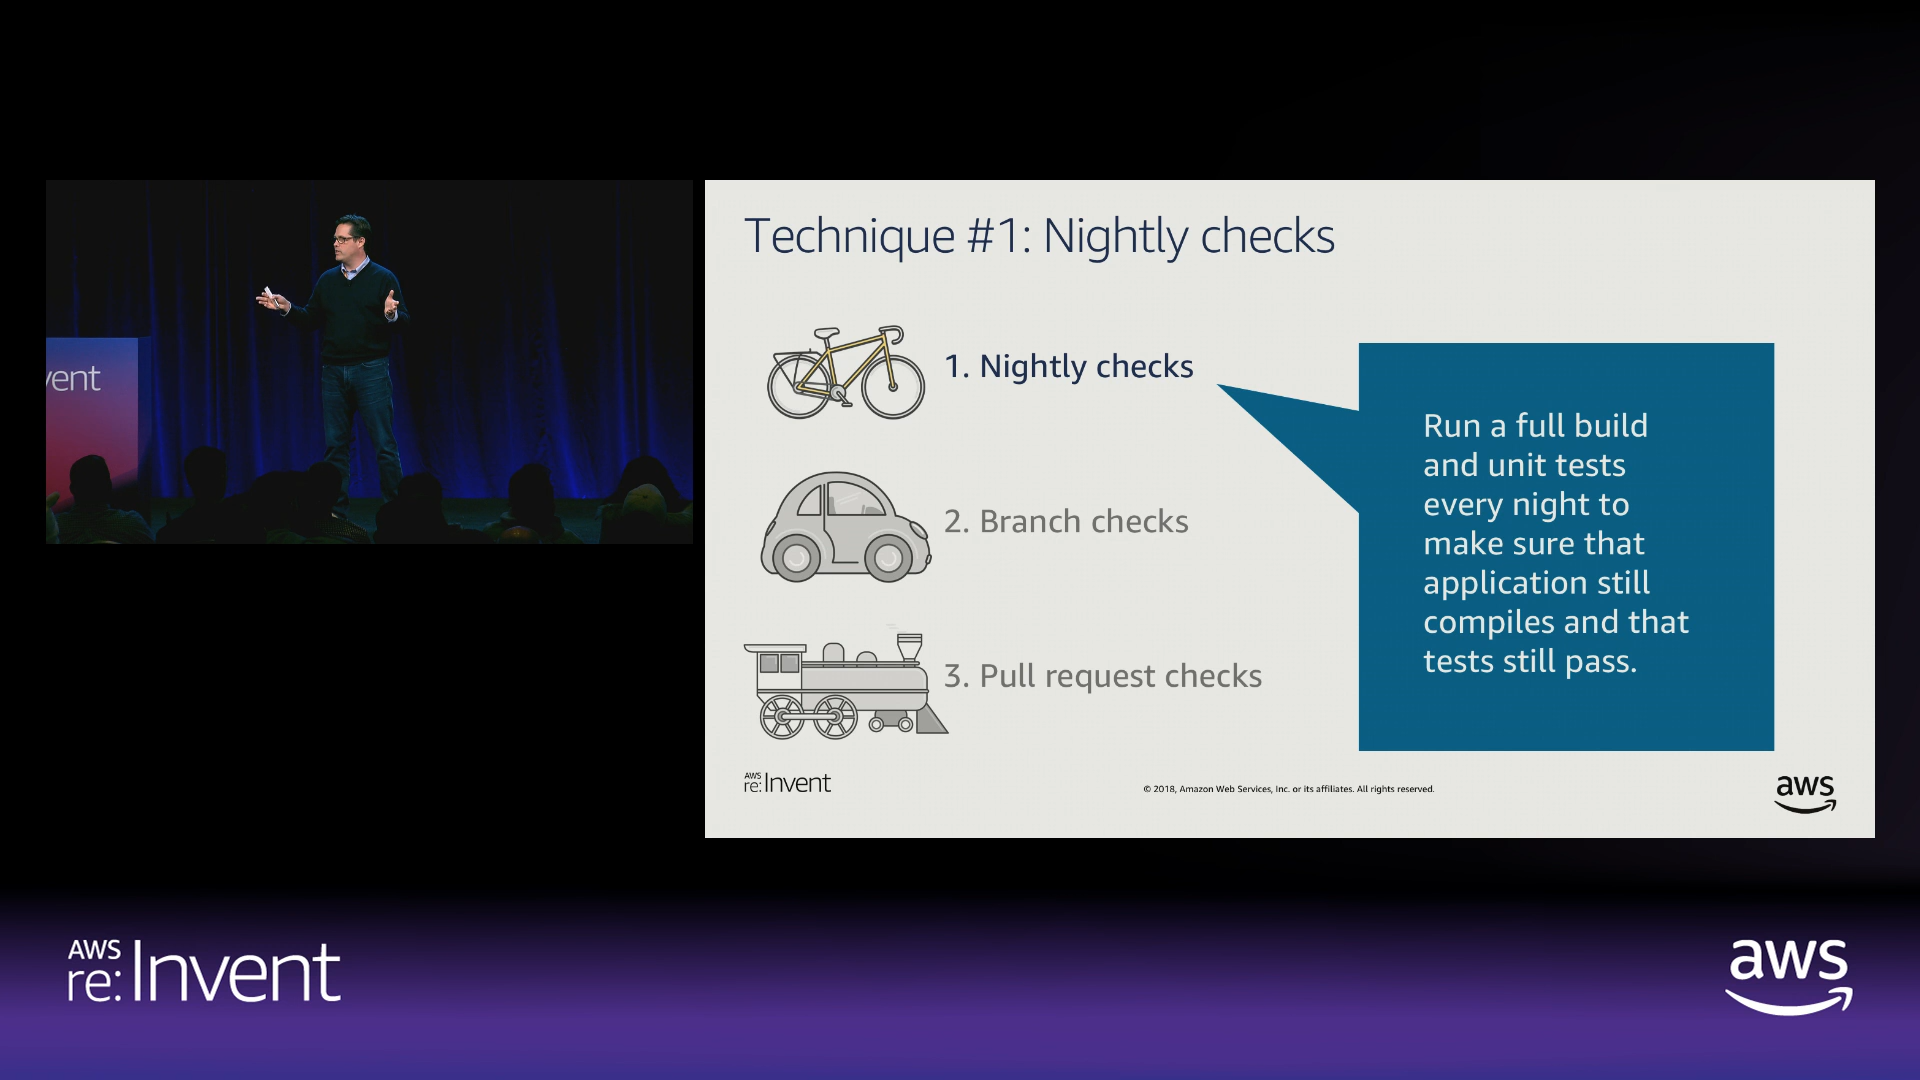 vent
Technique #1: Nightly checks
1. Nightly checks
2. Branch checks
3. Pull request checks
Run a full build
and unit tests
every night to
make sure that
application still
compiles and that
tests still pass.
AWS
re:Invent
© 2018, Amazon Web Services, Inc. or its affiliates. All rights reserved.
aws
AWS
re:Invent
aws